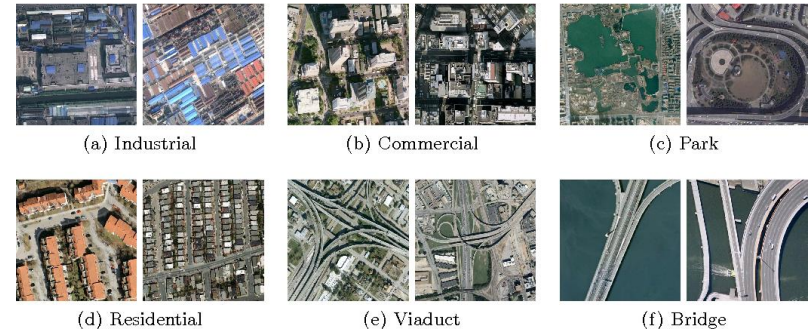 (a) Industrial
(b) Commercial
(c) Park
(d) Residential
(e) Viaduct
(f) Bridge